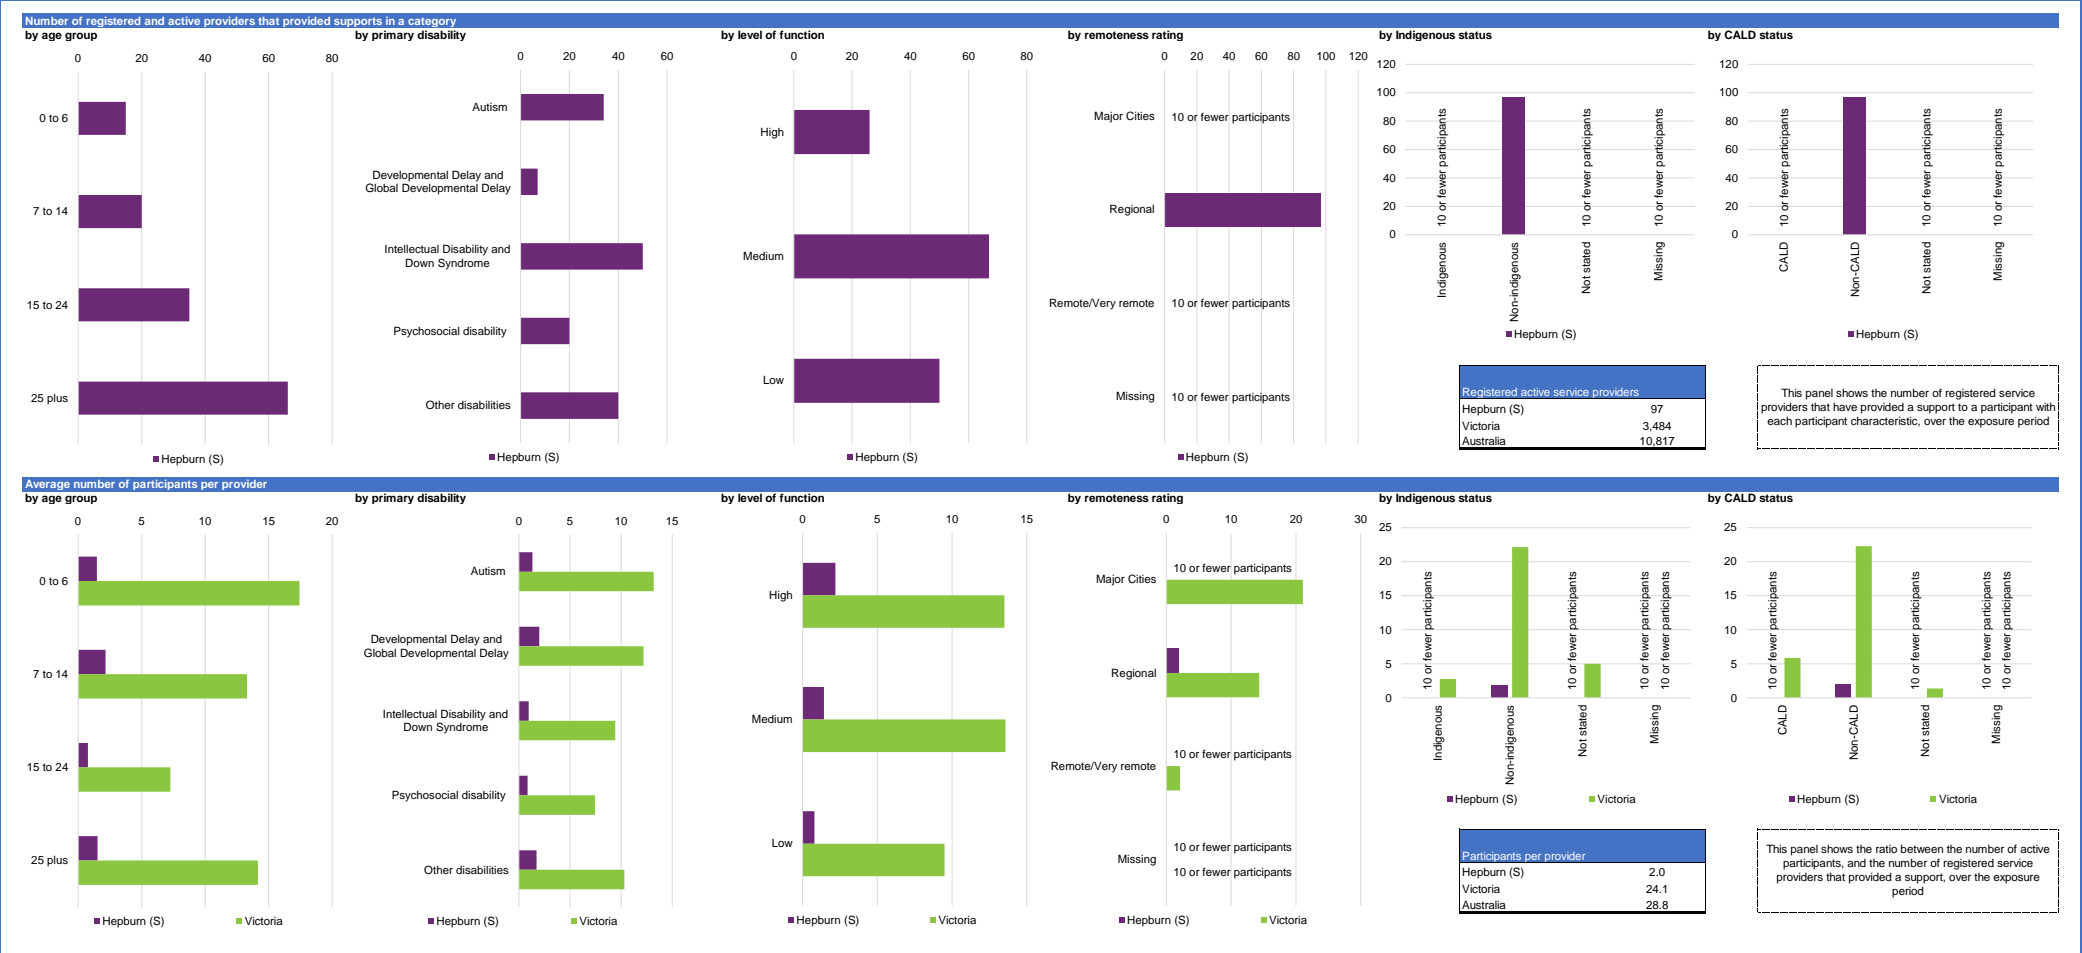 Number of registered and active providers that provided supports in a category
by age group
0 20 40 60 80
0 to 6
7 to 14
15 to 24
25 plus
Hepburn (S)
by primary disability
0 20 40 60
Autism
Developmental Delay and
Global Developmental Delay
Intellectual Disability and
Down Syndrome
Psychosocial disability
Other disabilities
Hepburn (S)
by level of function
0 20 40 60 80
High
Medium
Low
Hepburn (S)
by remoteness rating
0 20 40 60 80 100 120
Major Cities 10 or fewer participants
Regional
Remote/Very remote 10 or fewer participants
Missing 10 or fewer participants
Hepburn (S)
by Indigenous status
120
100
80
60
40
20
0
10 or fewer participants
10 or fewer participants
10 or fewer participants
Indigenous
Non-indigenous
Not stated
Missing
Hepburn (S)
by CALD status
120
100
80
60
40
20
0
10 or fewer participants
10 or fewer participants
10 or fewer participants
CALD
Non-CALD
Not stated
Missing
Hepburn (S)
Registered active service providers
Hepburn (S) 97
Victoria 3,484
Australia 10,817
This panel shows the number of registered service
providers that have provided a support to a participant with
each participant characteristic, over the exposure period
Average number of participants per provider
by age group
0 5 10 15 20
0 to 6
7 to 14
15 to 24
25 plus
Hepburn (S) Victoria
by primary disability
0 5 10 15
Autism
Developmental Delay and
Global Developmental Delay
Intellectual Disability and
Down Syndrome
Psychosocial disability
Other disabilities
Hepburn (S) Victoria
by level of function
0 5 10 15
High
Medium
Low
Hepburn (S) Victoria
by remoteness rating
0 10 20 30
10 or fewer participants
Major Cities
Regional
10 or fewer participants
Remote/Very remote
10 or fewer participants
Missing
10 or fewer participants
Hepburn (S) Victoria
by Indigenous status
25
20
15
10
5
0
10 or fewer participants
10 or fewer participants
10 or fewer participants
10 or fewer participants
Indigenous
Non-indigenous
Not stated
Missing
Hepburn (S) Victoria
by CALD status
25
20
15
10
5
0
10 or fewer participants
10 or fewer participants
10 or fewer participants
10 or fewer participants
CALD
Non-CALD
Not stated
Missing
Hepburn (S) Victoria
Participants per provider
Hepburn (S) 2.0
Victoria 24.1
Australia 28.8
This panel shows the ratio between the number of active
participants, and the number of registered service
providers that provided a support, over the exposure
period